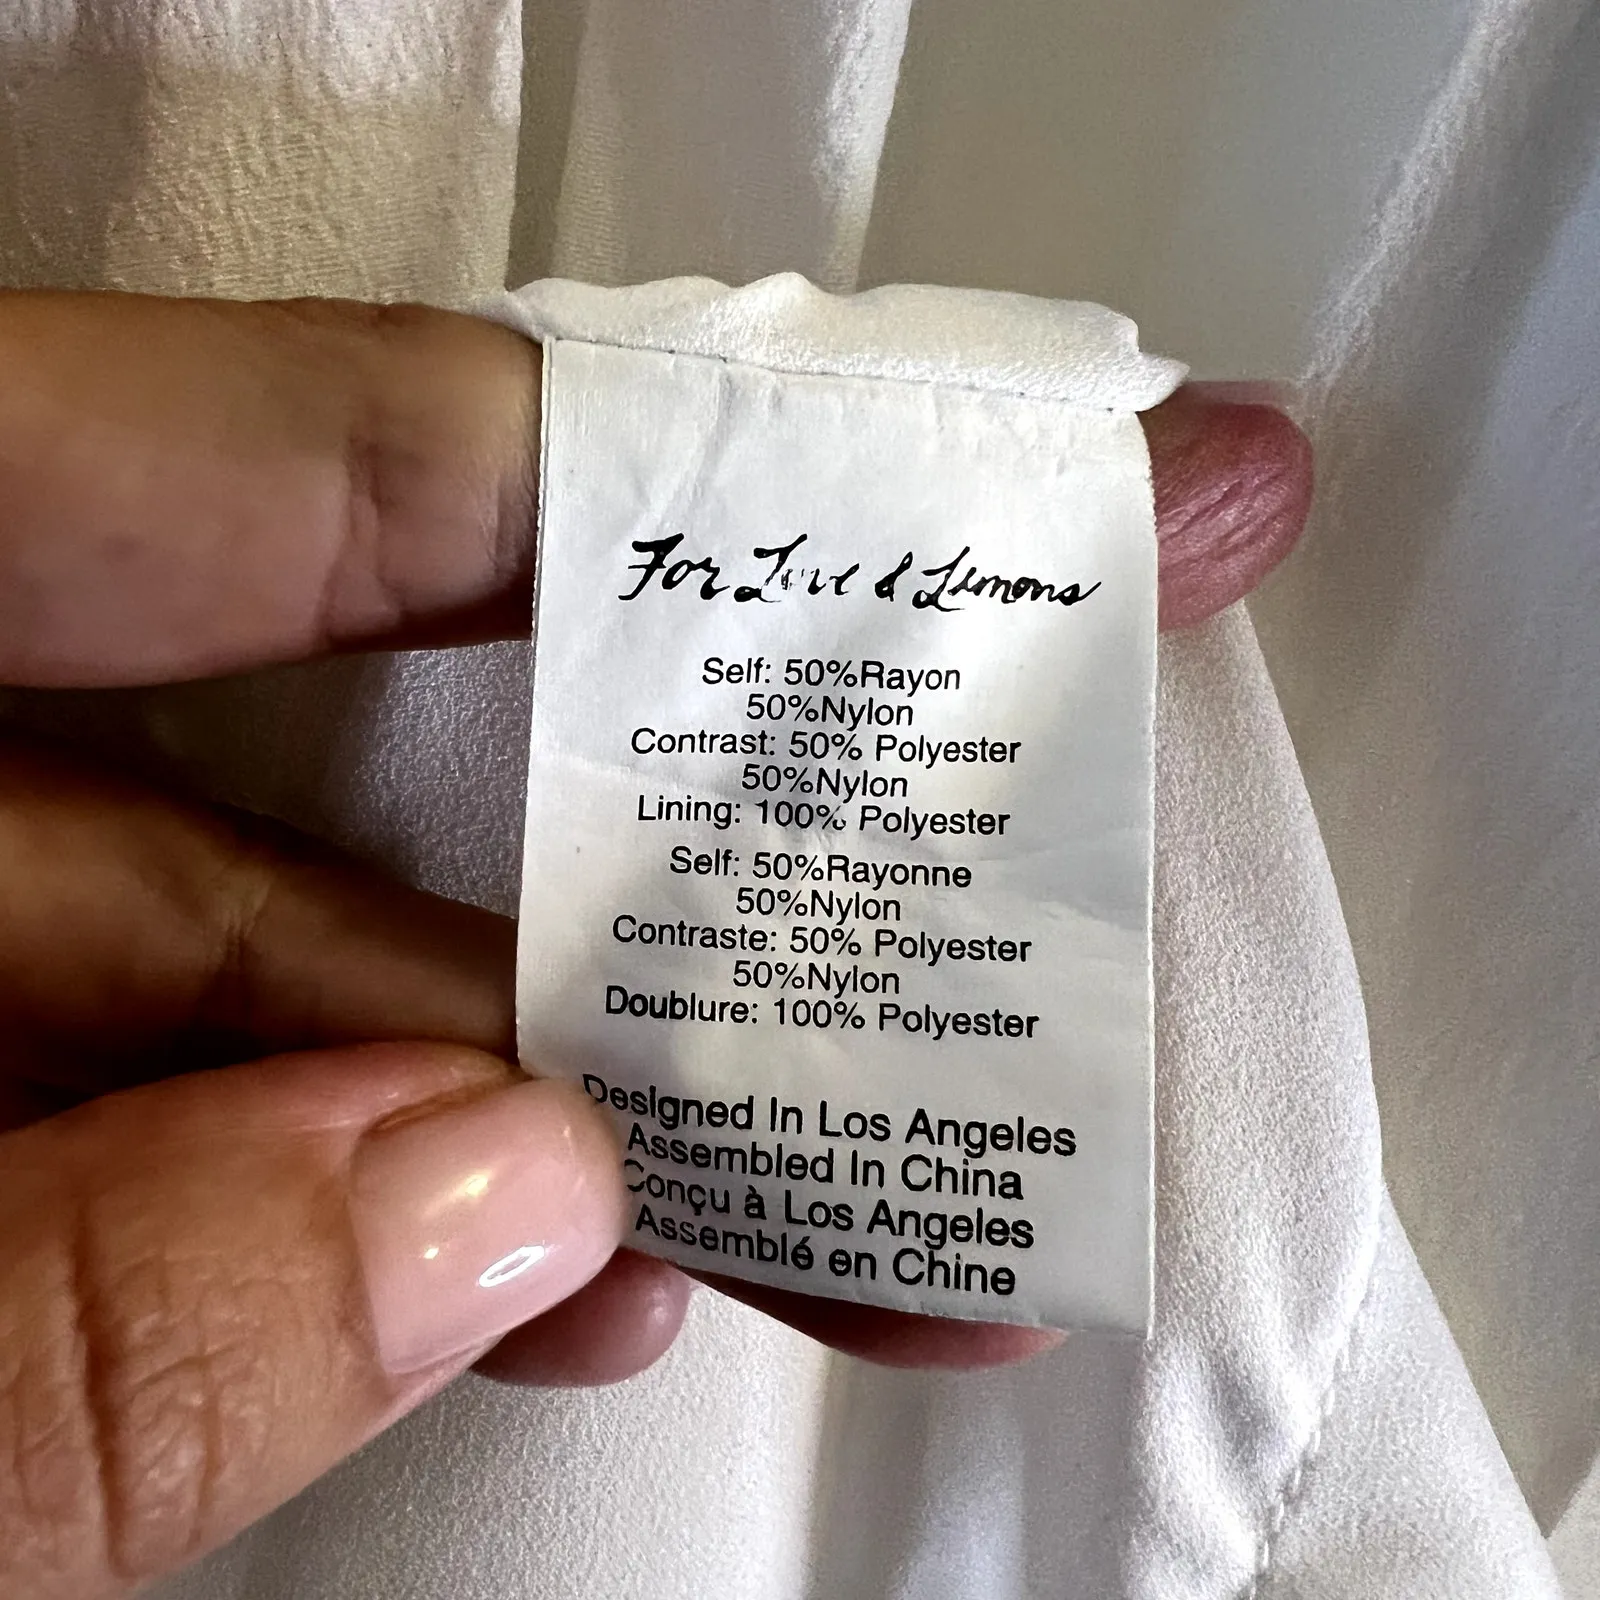 For Love & Lemons
Self: 50%Rayon
50%Nylon
Contrast: 50% Polyester
50%Nylon
Lining: 100% Polyester
Self: 50%Rayonne
50%Nylon
Contraste: 50% Polyester
50%Nylon
Doublure: 100% Polyester
Designed In Los Angeles
Assembled In China
Conçu à Los Angeles
Assemblé en Chine